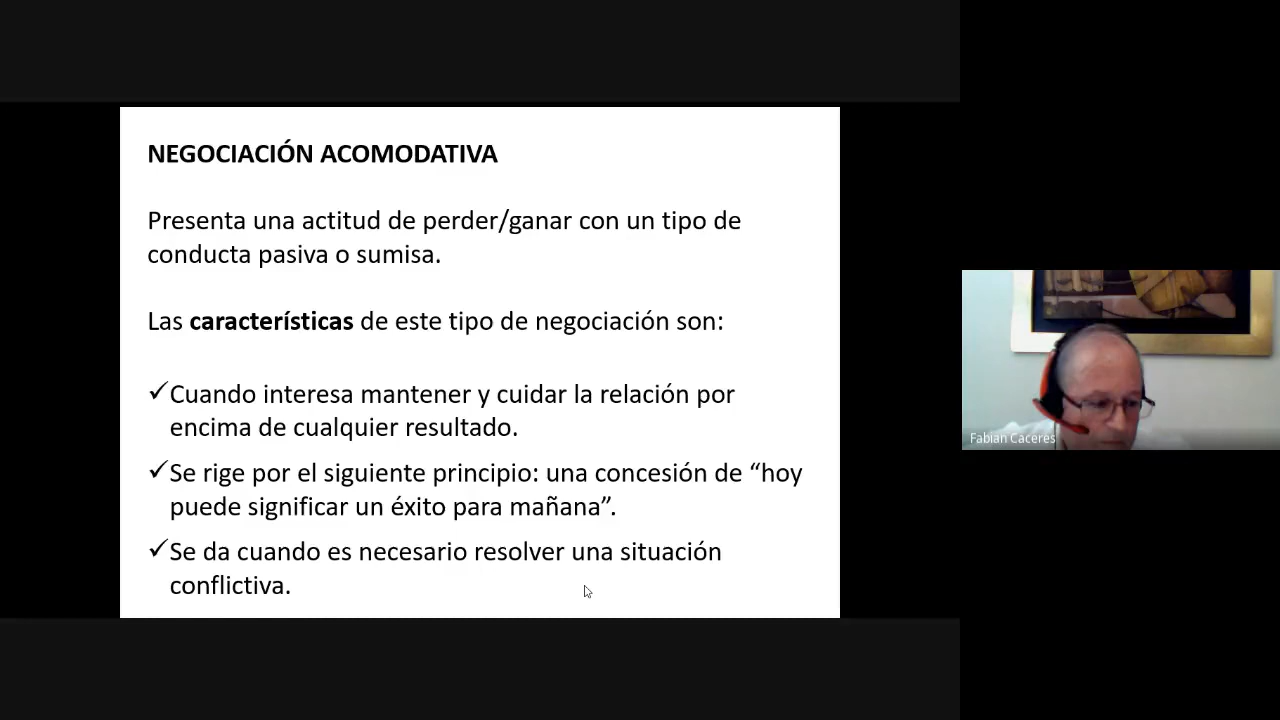 NEGOCIACIÓN ACOMODATIVA
Presenta una actitud de perder/ganar con un tipo de
conducta pasiva o sumisa.
Las características de este tipo de negociación son:
✓Cuando interesa mantener y cuidar la relación por
encima de cualquier resultado.
✓Se rige por el siguiente principio: una concesión de “hoy
puede significar un éxito para mañana”.
✓Se da cuando es necesario resolver una situación
conflictiva.
Fabian Caceres